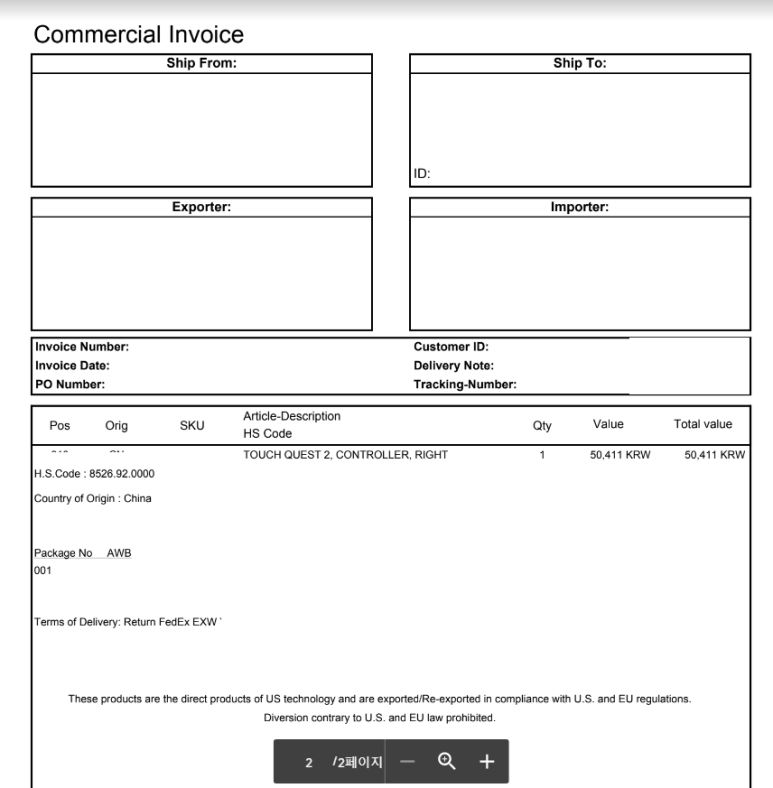 Commercial Invoice
Ship From:
Ship To:
ID:
Exporter:
Importer:
Invoice Number:
Customer ID:
Invoice Date:
Delivery Note:
PO Number:
Tracking-Number:
Pos Orig SKU Article-Description HS Code Qty Value Total value
TOUCH QUEST 2, CONTROLLER, RIGHT 1 50,411 KRW 50,411 KRW
H.S.Code : 8526.92.0000
Country of Origin : China
Package No AWB
001
Terms of Delivery: Return FedEx EXW
These products are the direct products of US technology and are exported/Re-exported in compliance with U.S. and EU regulations.
Diversion contrary to U.S. and EU law prohibited.
2 /2페이지